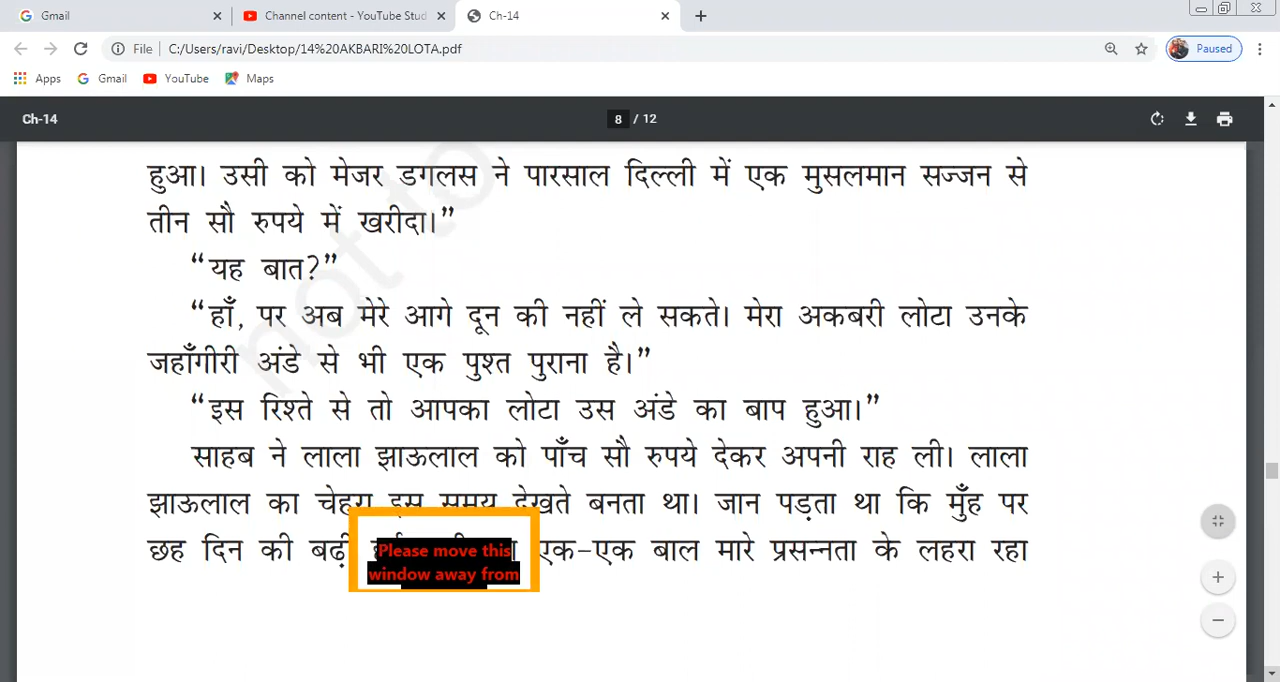 Gmail
Channel content - YouTube Stud
Ch-14
File C:/Users/ravi/Desktop/14%20AKBARI%20LOTA.pdf
Paused
Apps Gmail YouTube Maps
Ch-14
8 / 12
हुआ। उसी को मेजर डगलस ने पारसाल दिल्ली में एक मुसलमान सज्जन से
तीन सौ रुपये में खरीदा।”
“यह बात?”
“हाँ, पर अब मेरे आगे दून की नहीं ले सकते। मेरा अकबरी लोटा उनके
जहाँगीरी अंडे से भी एक पुश्त पुराना है।”
“इस रिश्ते से तो आपका लोटा उस अंडे का बाप हुआ।”
साहब ने लाला झाऊलाल को पाँच सौ रुपये देकर अपनी राह ली। लाला
झाऊलाल का चेहरा इस समय देखते बनता था। जान पड़ता था कि मुँह पर
छह दिन की बढ़ी एक-एक बाल मारे प्रसन्नता के लहरा रहा
Please move this
window away from
not to